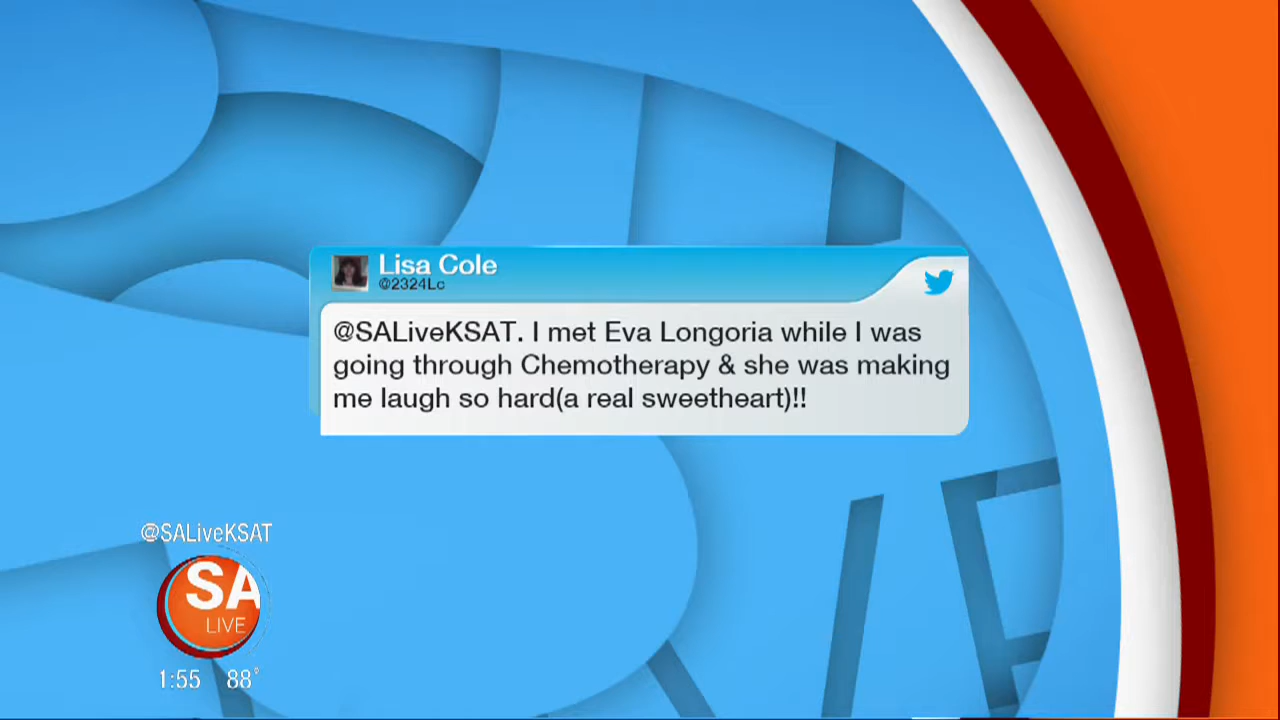 Lisa Cole
@2324Lc
@SALiveKSAT. I met Eva Longoria while I was
going through Chemotherapy & she was making
me laugh so hard(a real sweetheart)!!
@SALiveKSAT
SA
LIVE
1:55 88°